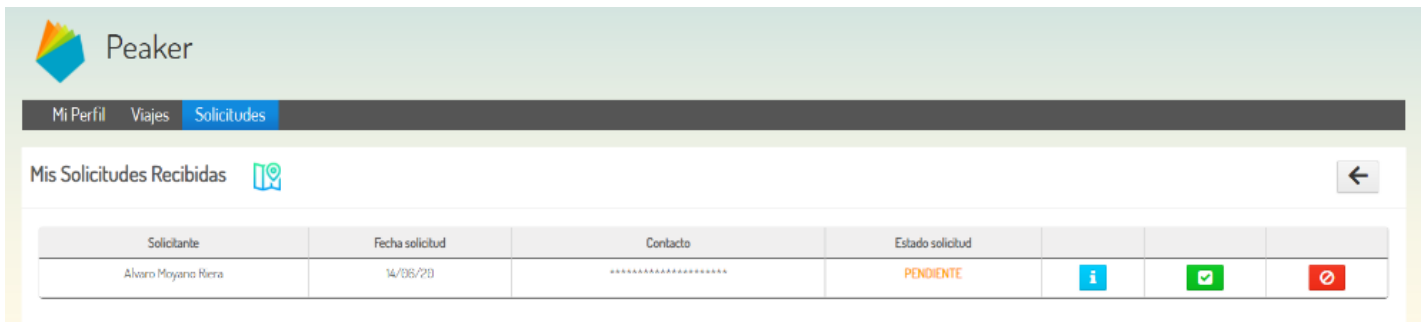 Peaker
Mi Perfil Viajes Solicitudes
Mis Solicitudes Recibidas
Solicitante Fecha solicitud Contacto Estado solicitud
Alvaro Moyano Riera 14/06/20 ********************* PENDIENTE